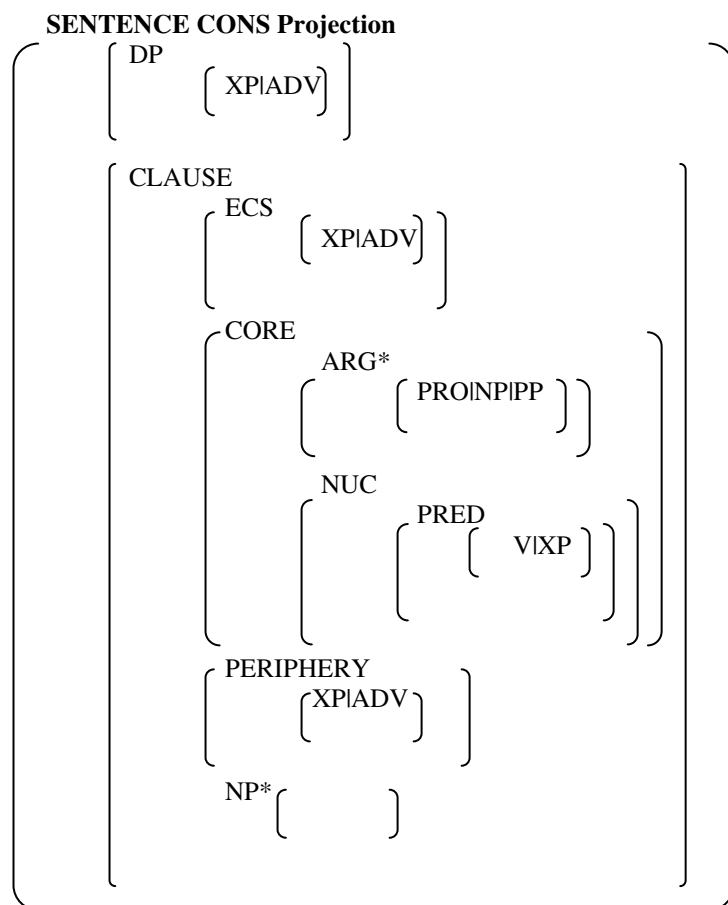 SENTENCE CONS Projection
DP
XP|ADV
CLAUSE
ECS
XP|ADV
CORE
ARG*
PRO|NP|PP
NUC
PRED
V|XP
PERIPHERY
XP|ADV
NP*